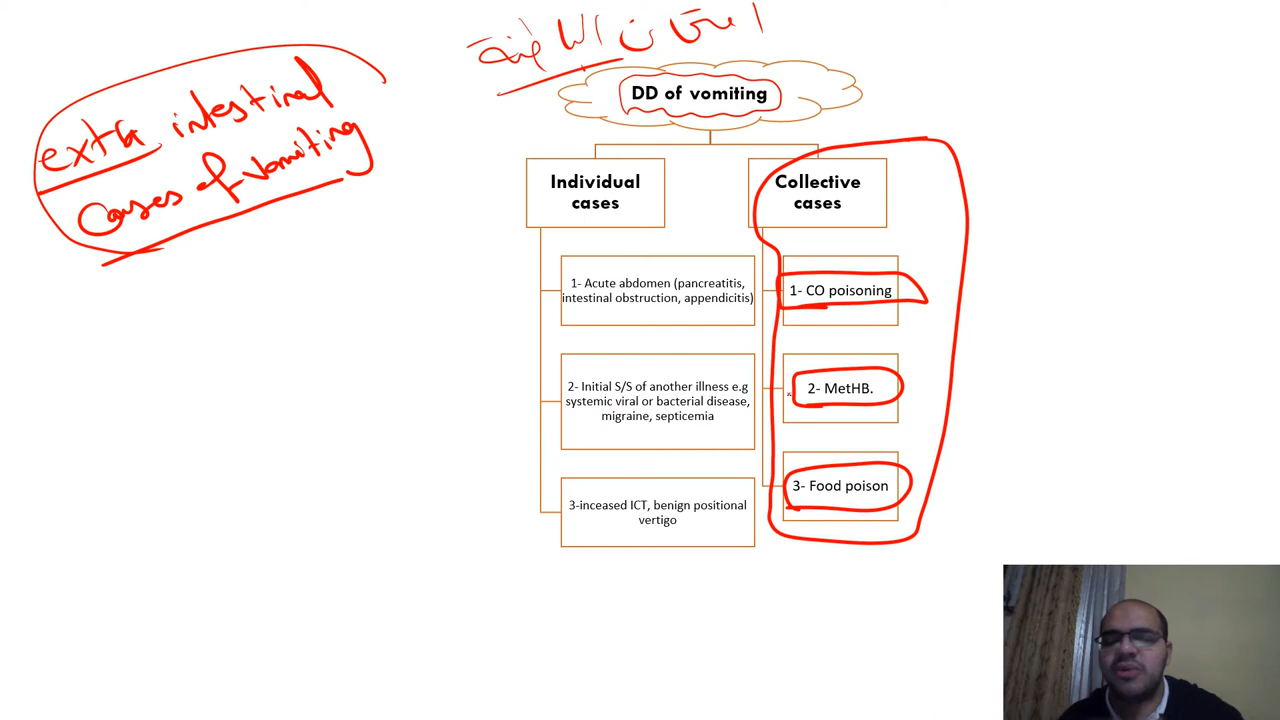 امتحان الباطنة
extra intestinal
causes of vomiting
DD of vomiting
Individual
cases
Collective
cases
1- Acute abdomen (pancreatitis,
intestinal obstruction, appendicitis)
2- Initial S/S of another illness e.g
systemic viral or bacterial disease,
migraine, septicemia
3-inceased ICT, benign positional
vertigo
1- CO poisoning
2- MetHB.
3- Food poison